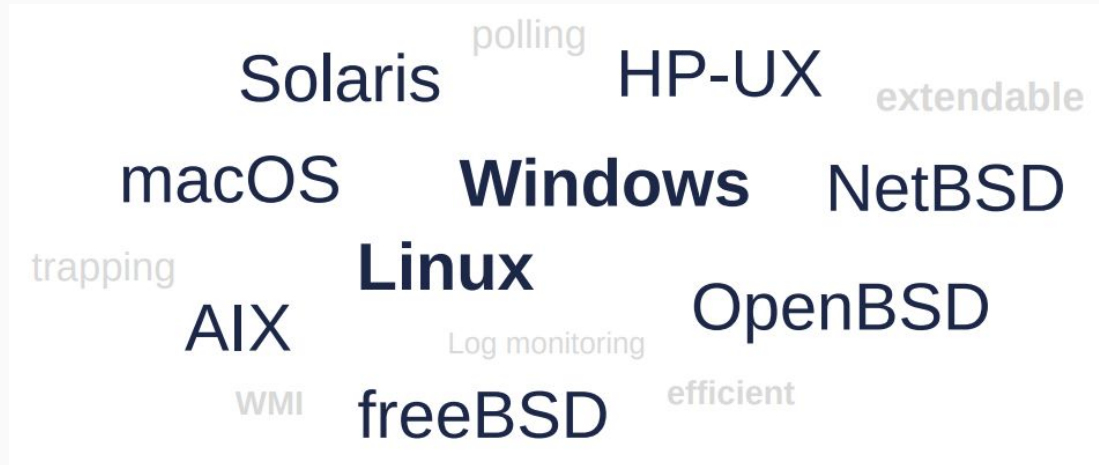 polling
Solaris
HP-UX
extendable
macOS
Windows
NetBSD
trapping
Linux
AIX
OpenBSD
Log monitoring
WMI
freeBSD
efficient